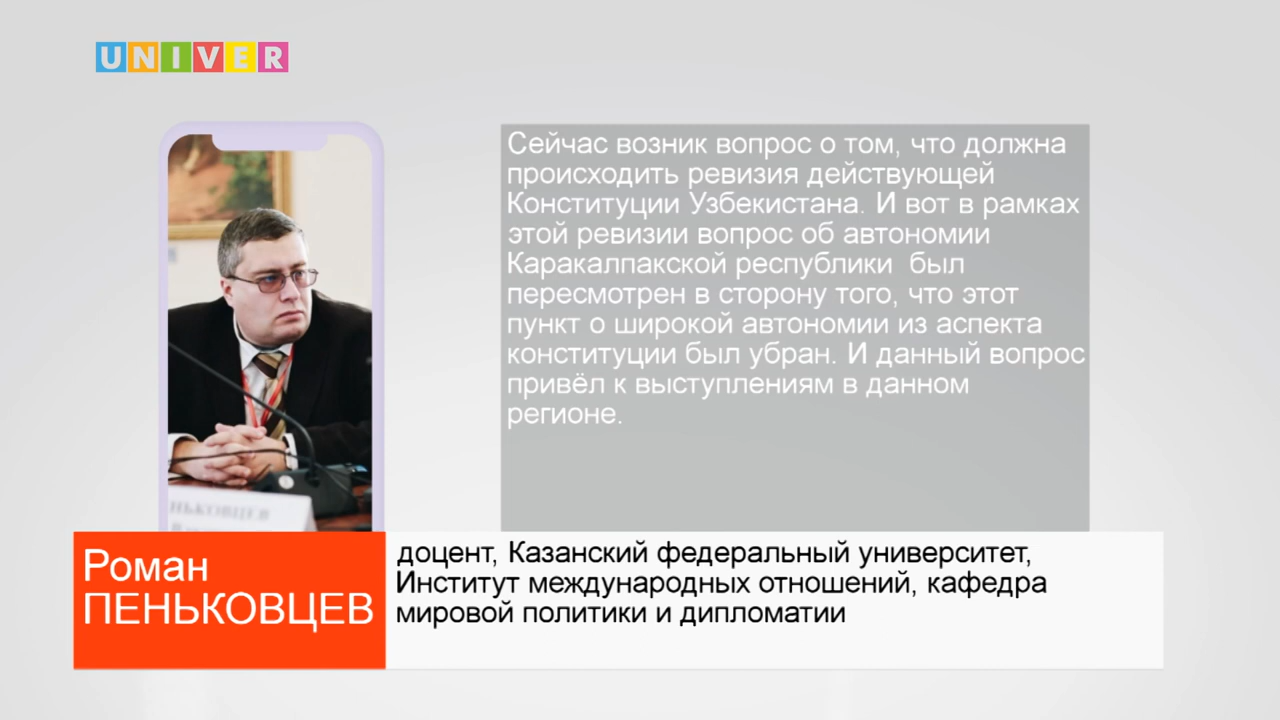 UNIVER
Сейчас возник вопрос о том, что должна
происходить ревизия действующей
Конституции Узбекистана. И вот в рамках
этой ревизии вопрос об автономии
Каракалпакской республики  был
пересмотрен в сторону того, что этот
пункт о широкой автономии из аспекта
конституции был убран. И данный вопрос
привёл к выступлениям в данном
регионе.
Роман
ПЕНЬКОВЦЕВ
доцент, Казанский федеральный университет,
Институт международных отношений, кафедра
мировой политики и дипломатии